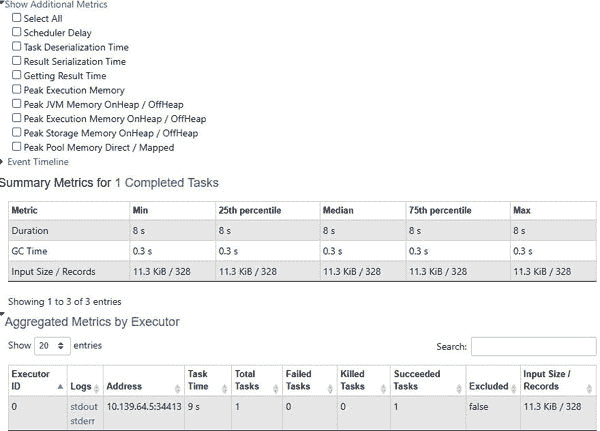 Show Additional Metrics
Select All
Scheduler Delay
Task Deserialization Time
Result Serialization Time
Getting Result Time
Peak Execution Memory
Peak JVM Memory OnHeap / OffHeap
Peak Execution Memory OnHeap / OffHeap
Peak Storage Memory OnHeap / OffHeap
Peak Pool Memory Direct / Mapped
Event Timeline
Summary Metrics for 1 Completed Tasks
Metric Min 25th percentile Median 75th percentile Max
Duration 8 s 8 s 8 s 8 s 8 s
GC Time 0.3 s 0.3 s 0.3 s 0.3 s 0.3 s
Input Size / Records 11.3 KiB / 328 11.3 KiB / 328 11.3 KiB / 328 11.3 KiB / 328 11.3 KiB / 328
Showing 1 to 3 of 3 entries
Aggregated Metrics by Executor
Show 20 entries Search:
Executor Task Total Failed Killed Succeeded Input Size /
ID Logs Address Time Tasks Tasks Tasks Tasks Excluded Records
0 stdout 10.139.64.5:34413 9 s 1 0 0 1 false 11.3 KiB / 328
stderr